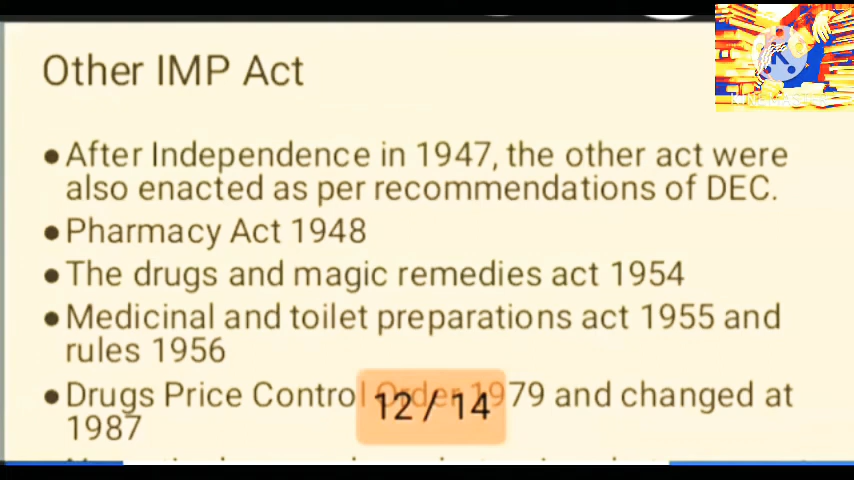 Other IMP Act
●After Independence in 1947, the other act were
also enacted as per recommendations of DEC.
●Pharmacy Act 1948
●The drugs and magic remedies act 1954
●Medicinal and toilet preparations act 1955 and
rules 1956
●Drugs Price Control Order 1979 and changed at
1987
12 / 14